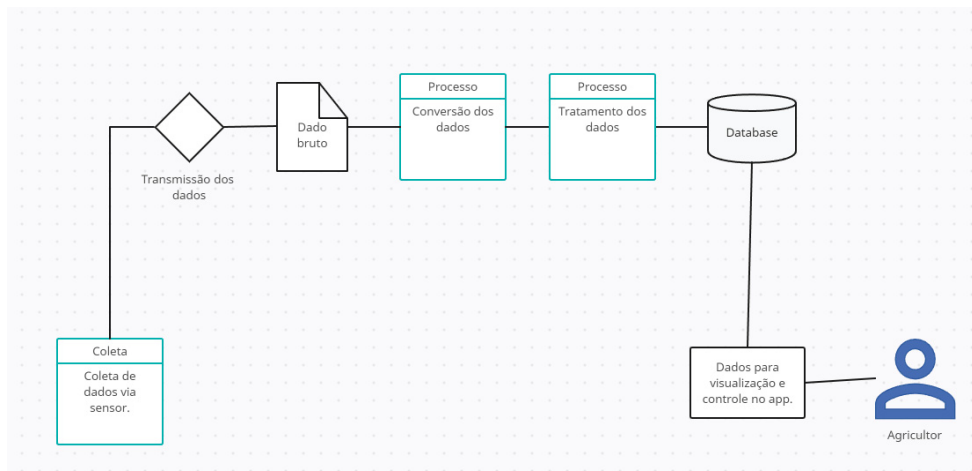 Transmissão dos
dados
Dado
bruto
Processo
Conversão dos
dados
Processo
Tratamento dos
dados
Database
Coleta
Coleta de
dados via
sensor.
Dados para
visualização e
controle no app.
Agricultor